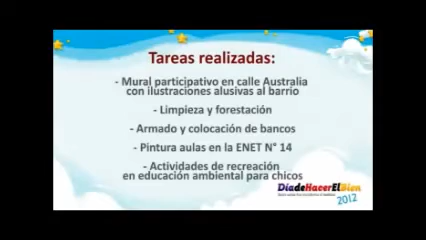 Tareas realizadas:
- Mural participativo en calle Australia
con ilustraciones alusivas al barrio
- Limpieza y forestación
- Armado y colocación de bancos
- Pintura aulas en la ENET N° 14
- Actividades de recreación
en educación ambiental para chicos
DíadeHacerElBien
2012